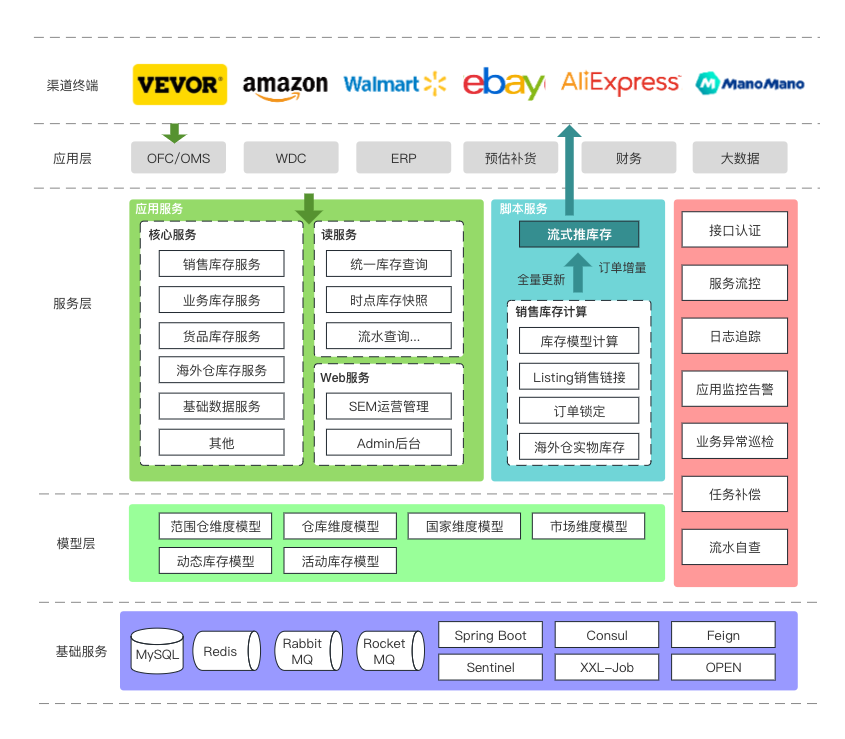 渠道终端
VEVOR
amazon
Walmart
ebay
AliExpress
ManoMano
应用层
OFC/OMS
WDC
ERP
预估补货
财务
大数据
服务层
应用服务
核心服务
销售库存服务
业务库存服务
货品库存服务
海外仓库存服务
基础数据服务
其他
读服务
统一库存查询
时点库存快照
流水查询...
Web服务
SEM运营管理
Admin后台
脚本服务
流式推库存
全量更新
订单增量
销售库存计算
库存模型计算
Listing销售链接
订单锁定
海外仓实物库存
接口认证
服务流控
日志追踪
应用监控告警
业务异常巡检
任务补偿
流水自查
模型层
范围仓维度模型
仓库维度模型
国家维度模型
市场维度模型
动态库存模型
活动库存模型
基础服务
MySQL
Redis
Rabbit
MQ
Rocket
MQ
Spring Boot
Consul
Feign
Sentinel
XXL-Job
OPEN